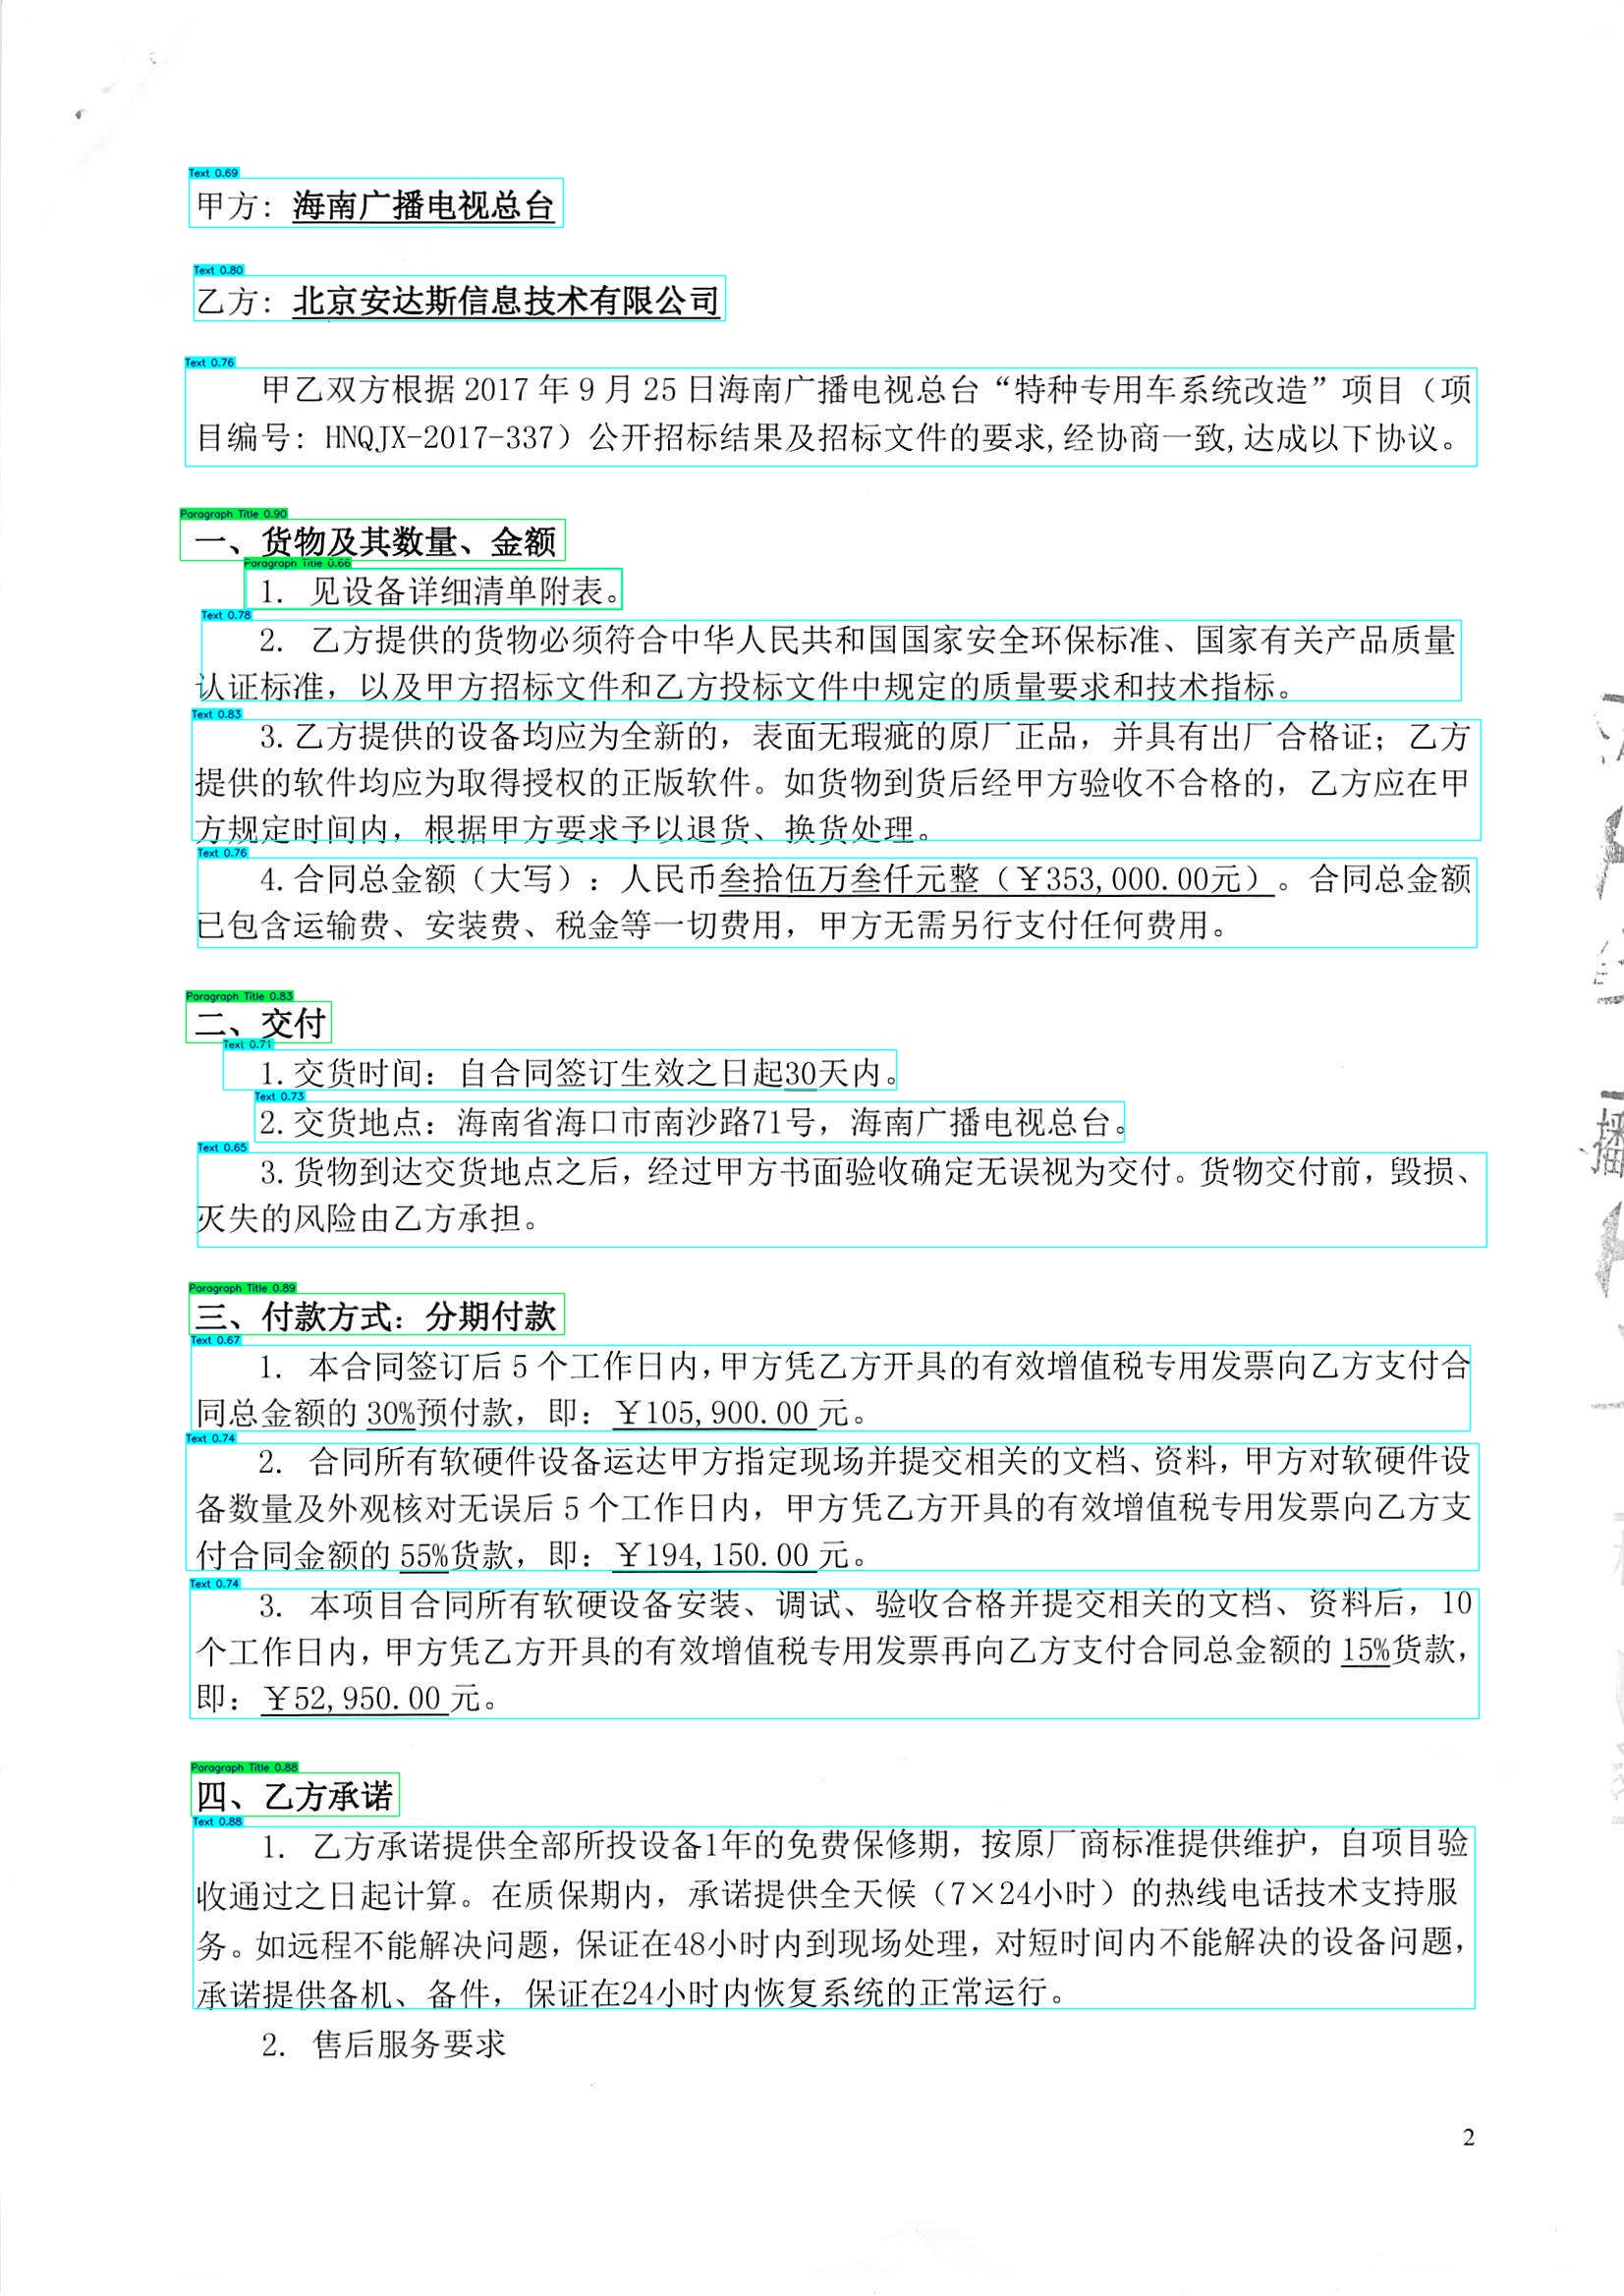 Text 0.69
甲方：海南广播电视总台
Text 0.80
乙方：北京安达斯信息技术有限公司
Text 0.76
甲乙双方根据 2017 年 9 月 25 日海南广播电视总台“特种专用车系统改造”项目（项
目编号：HNQJX-2017-337）公开招标结果及招标文件的要求,经协商一致,达成以下协议。
Paragraph Title 0.90
一、货物及其数量、金额
Paragraph Title 0.66
1. 见设备详细清单附表。
Text 0.78
2. 乙方提供的货物必须符合中华人民共和国国家安全环保标准、国家有关产品质量
认证标准，以及甲方招标文件和乙方投标文件中规定的质量要求和技术指标。
Text 0.83
3.乙方提供的设备均应为全新的，表面无瑕疵的原厂正品，并具有出厂合格证；乙方
提供的软件均应为取得授权的正版软件。如货物到货后经甲方验收不合格的，乙方应在甲
方规定时间内，根据甲方要求予以退货、换货处理。
Text 0.76
4.合同总金额（大写）：人民币叁拾伍万叁仟元整（￥353,000.00元）。合同总金额
已包含运输费、安装费、税金等一切费用，甲方无需另行支付任何费用。
Paragraph Title 0.83
二、交付
Text 0.71
1.交货时间：自合同签订生效之日起30天内。
Text 0.73
2.交货地点：海南省海口市南沙路71号，海南广播电视总台。
Text 0.65
3.货物到达交货地点之后，经过甲方书面验收确定无误视为交付。货物交付前，毁损、
灭失的风险由乙方承担。
Paragraph Title 0.89
三、付款方式：分期付款
Text 0.67
1. 本合同签订后 5 个工作日内，甲方凭乙方开具的有效增值税专用发票向乙方支付合
同总金额的 30%预付款，即：￥105,900.00 元。
Text 0.74
2. 合同所有软硬件设备运达甲方指定现场并提交相关的文档、资料，甲方对软硬件设
备数量及外观核对无误后 5 个工作日内，甲方凭乙方开具的有效增值税专用发票向乙方支
付合同金额的 55%货款，即：￥194,150.00 元。
Text 0.74
3. 本项目合同所有软硬设备安装、调试、验收合格并提交相关的文档、资料后，10
个工作日内，甲方凭乙方开具的有效增值税专用发票再向乙方支付合同总金额的 15%货款，
即：￥52,950.00 元。
Paragraph Title 0.88
四、乙方承诺
Text 0.88
1. 乙方承诺提供全部所投设备1年的免费保修期，按原厂商标准提供维护，自项目验
收通过之日起计算。在质保期内，承诺提供全天候（7×24小时）的热线电话技术支持服
务。如远程不能解决问题，保证在48小时内到现场处理，对短时间内不能解决的设备问题，
承诺提供备机、备件，保证在24小时内恢复系统的正常运行。
2. 售后服务要求
2